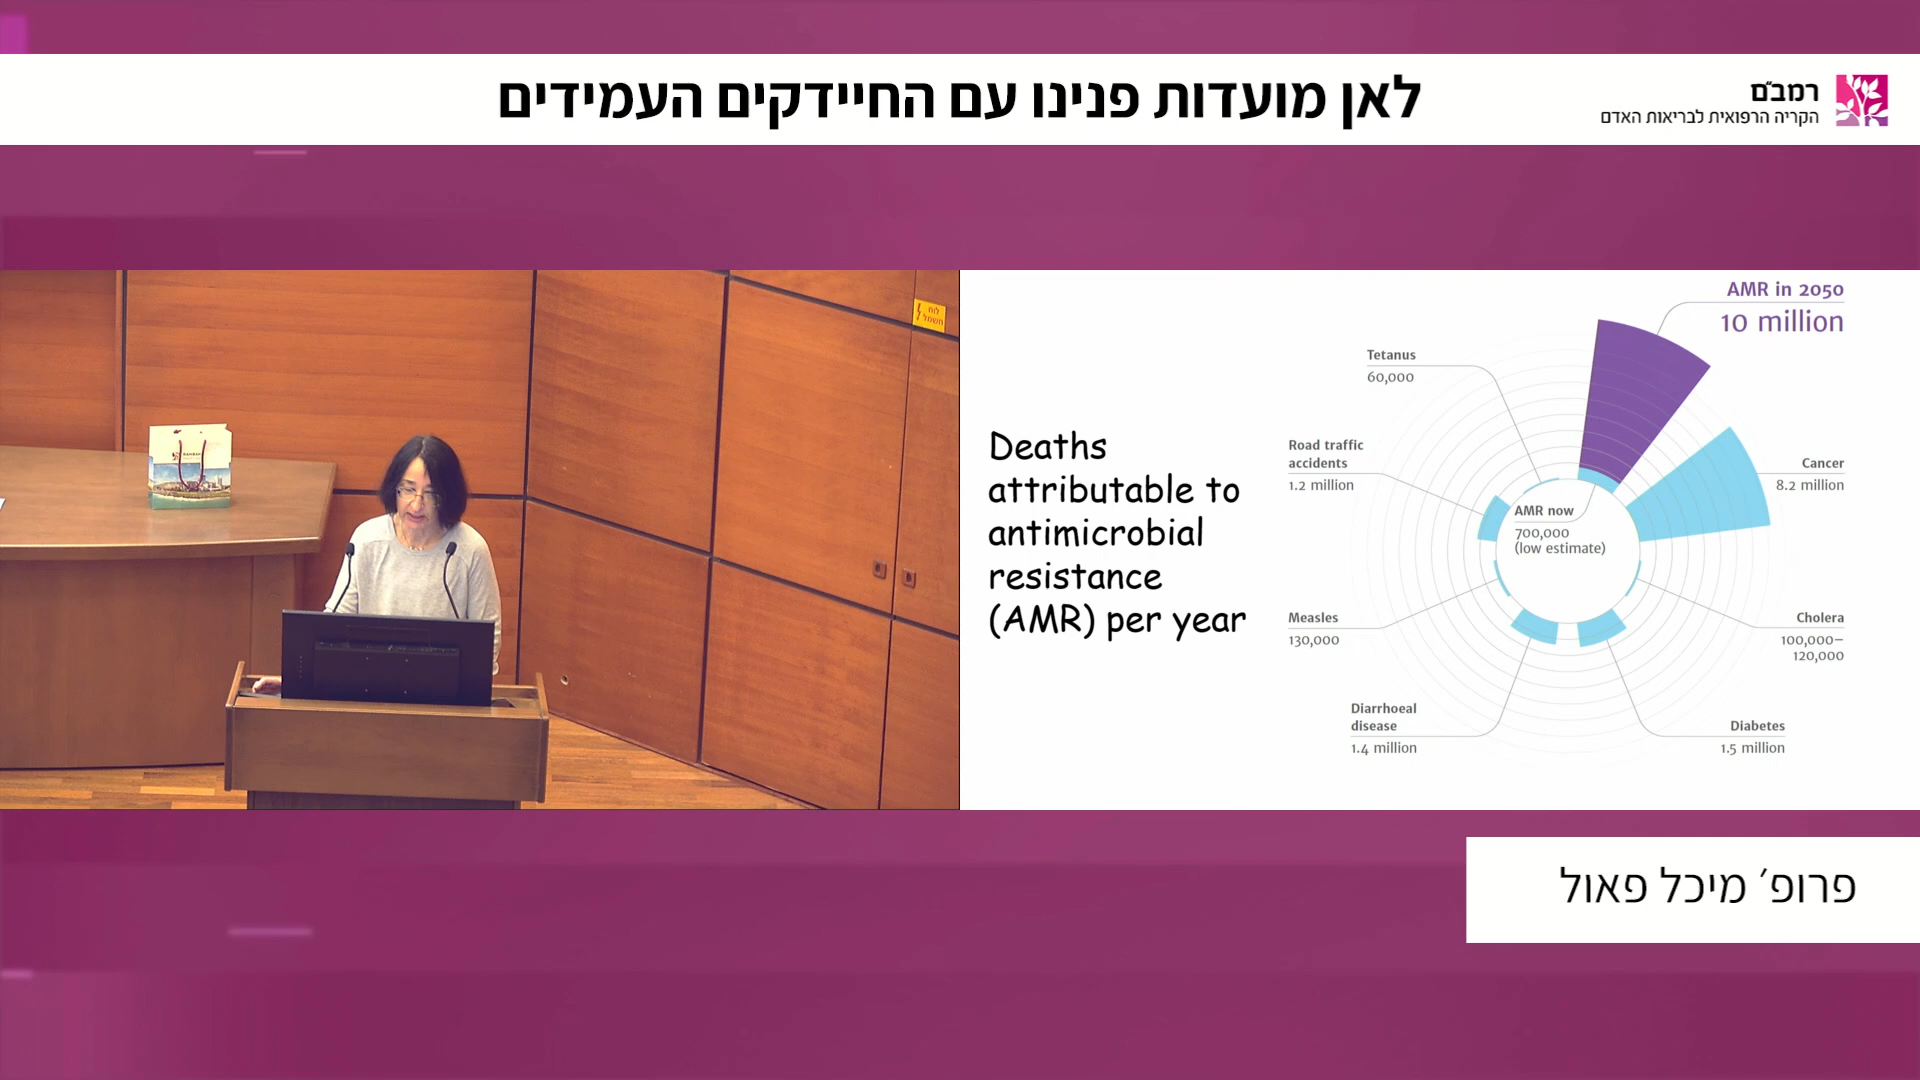 לאן מועדות פנינו עם החיידקים העמידים
רמב"ם
הקריה הרפואית לבריאות האדם
לוח
חשמל
RAMBAM
Deaths
attributable to
antimicrobial
resistance
(AMR) per year
AMR in 2050
10 million
Tetanus
60,000
Road traffic
accidents
1.2 million
Cancer
8.2 million
AMR now
700,000
(low estimate)
Measles
130,000
Cholera
100,000–
120,000
Diarrhoeal
disease
1.4 million
Diabetes
1.5 million
פרופ׳ מיכל פאול